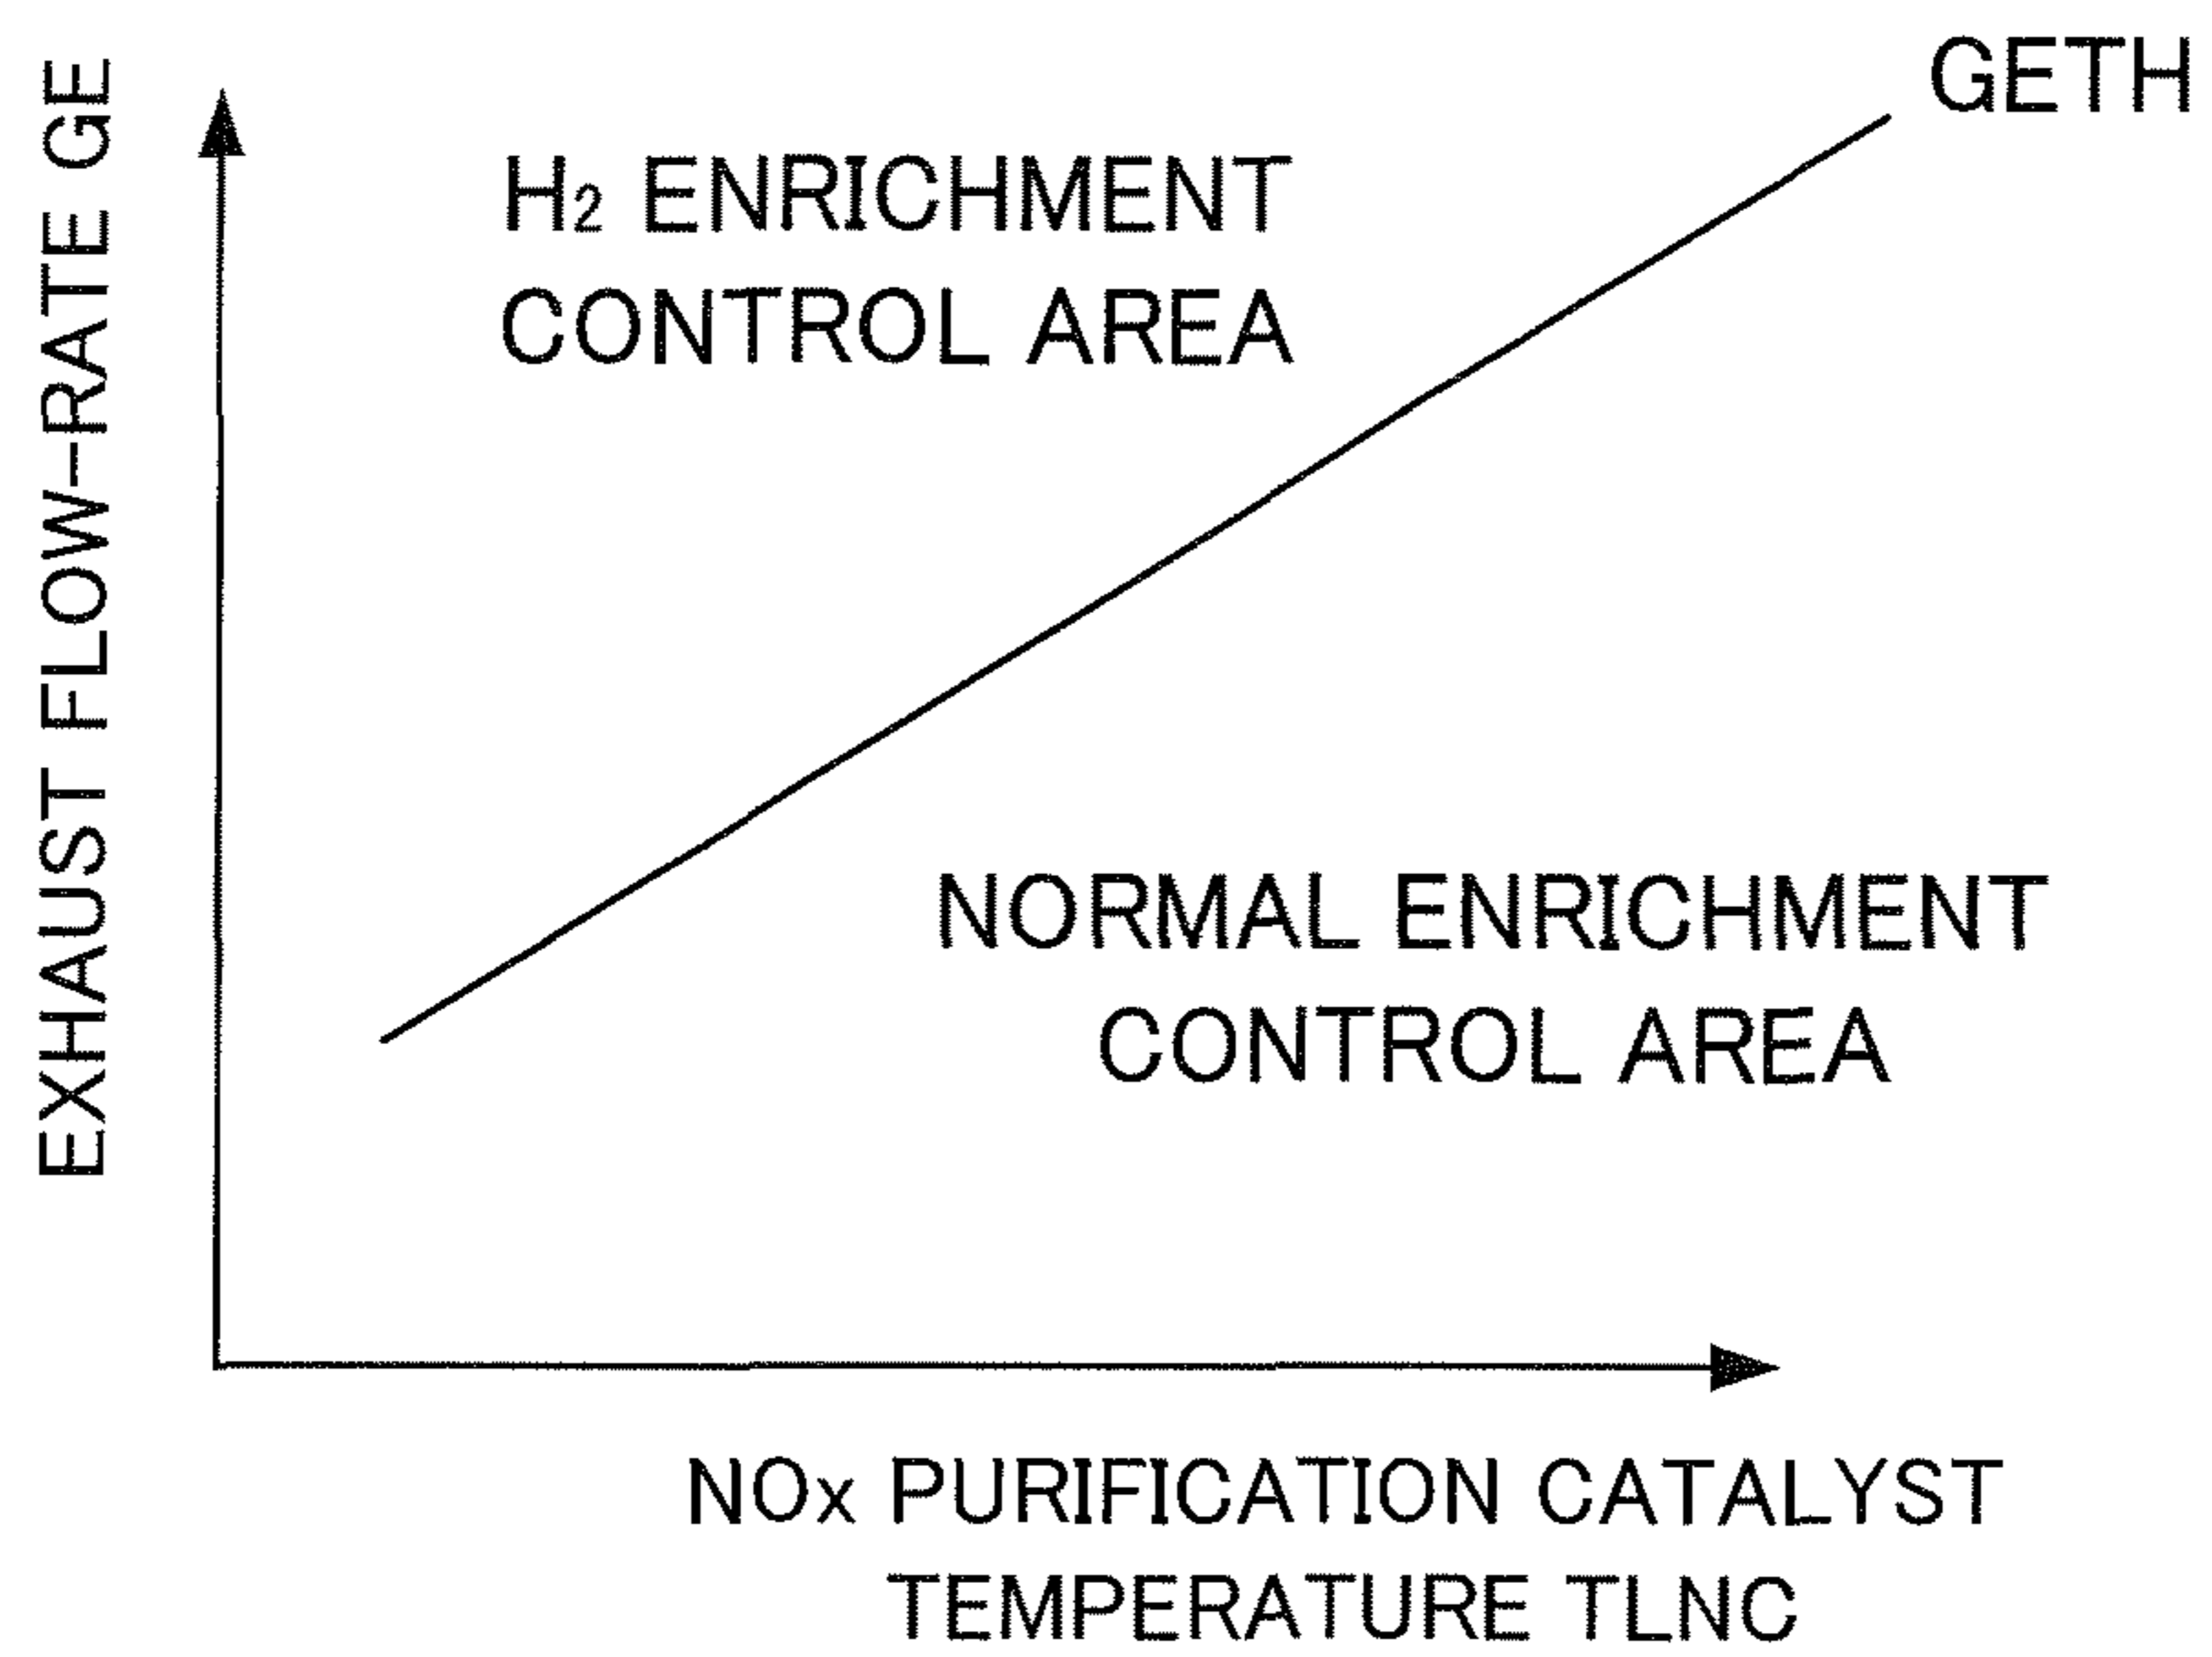 EXHAUST FLOW-RATE GE
GETH
H₂ ENRICHMENT
CONTROL AREA
NORMAL ENRICHMENT
CONTROL AREA
NOx PURIFICATION CATALYST
TEMPERATURE TLNC